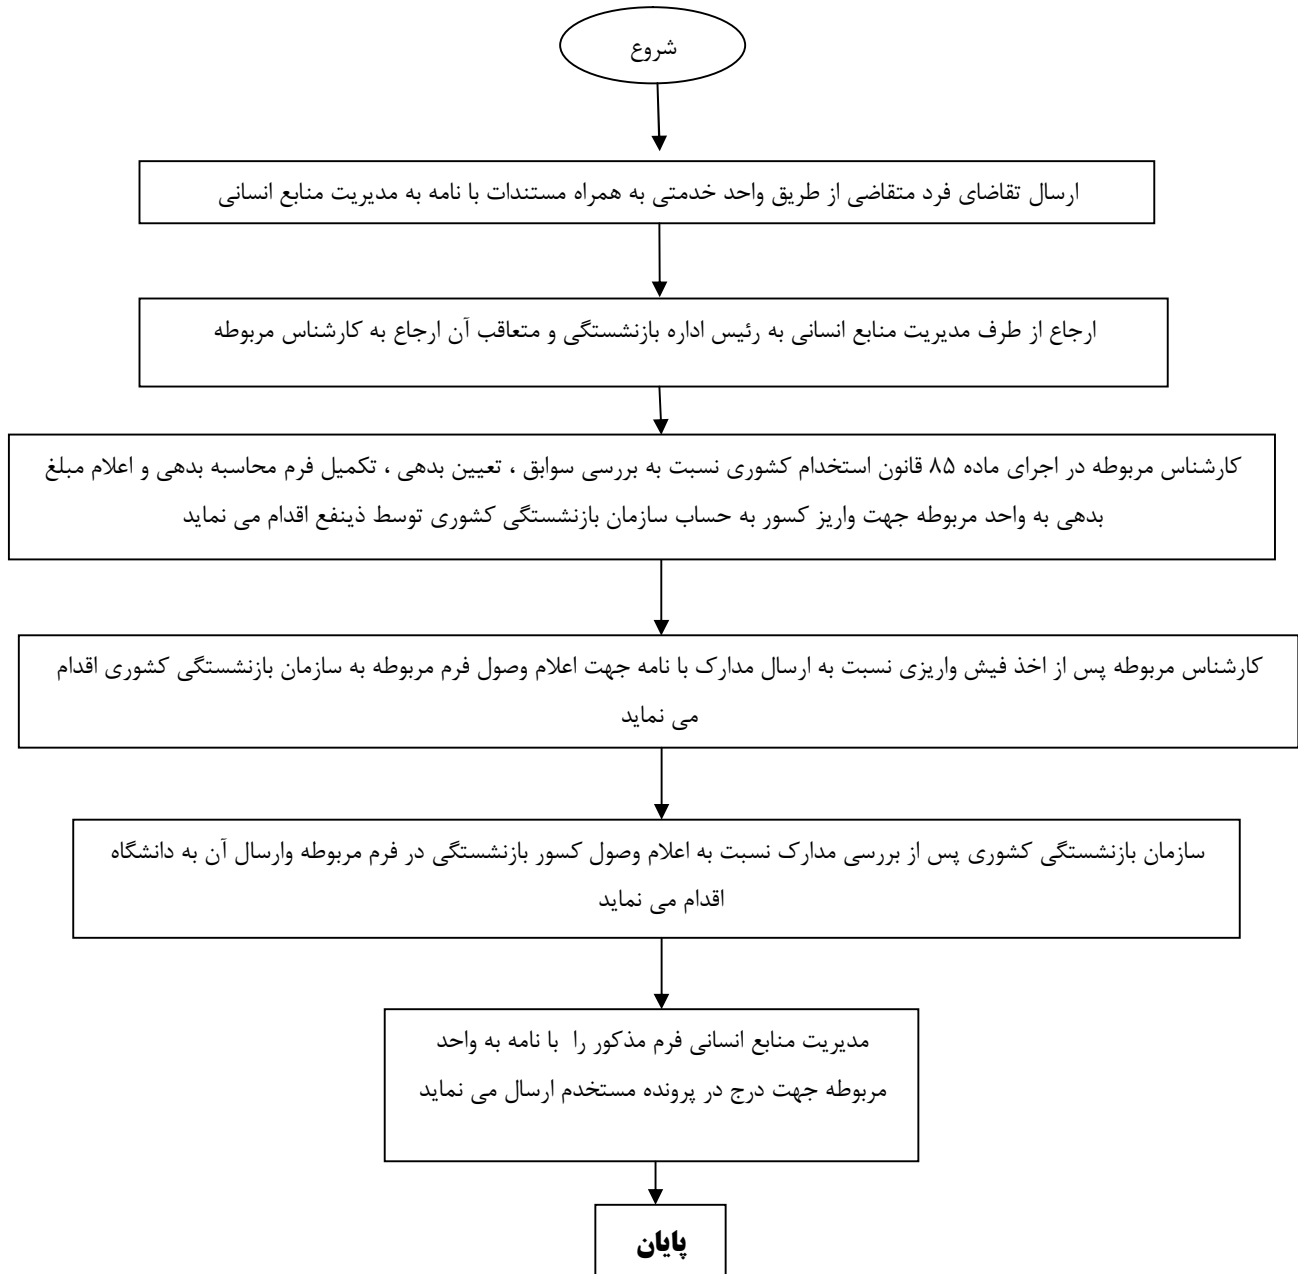 شروع
ارسال تقاضای فرد متقاضی از طریق واحد خدمتی به همراه مستندات با نامه به مدیریت منابع انسانی
ارجاع از طرف مدیریت منابع انسانی به رئیس اداره بازنشستگی و متعاقب آن ارجاع به کارشناس مربوطه
کارشناس مربوطه در اجرای ماده ۸۵ قانون استخدام کشوری نسبت به بررسی سوابق ، تعیین بدهی ، تکمیل فرم محاسبه بدهی و اعلام مبلغ
بدهی به واحد مربوطه جهت واریز کسور به حساب سازمان بازنشستگی کشوری توسط ذینفع اقدام می نماید
کارشناس مربوطه پس از اخذ فیش واریزی نسبت به ارسال مدارک با نامه جهت اعلام وصول فرم مربوطه به سازمان بازنشستگی کشوری اقدام
می نماید
سازمان بازنشستگی کشوری پس از بررسی مدارک نسبت به اعلام وصول کسور بازنشستگی در فرم مربوطه وارسال آن به دانشگاه
اقدام می نماید
مدیریت منابع انسانی فرم مذکور را با نامه به واحد
مربوطه جهت درج در پرونده مستخدم ارسال می نماید
پایان